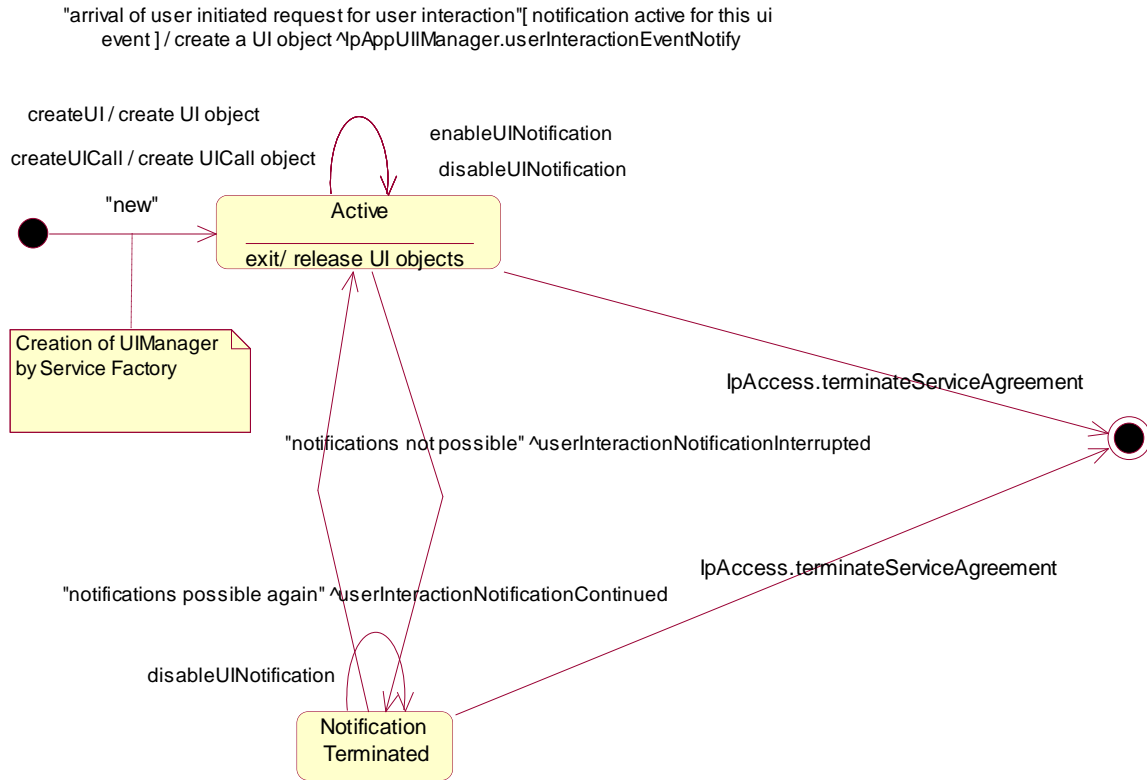 "arrival of user initiated request for user interaction"[ notification active for this ui
event ] / create a UI object ^IpAppUIManager.userInteractionEventNotify
createUI / create UI object
enableUINotification
createUICall / create UICall object
disableUINotification
"new"
Active
exit/ release UI objects
Creation of UIManager
by Service Factory
IpAccess.terminateServiceAgreement
"notifications not possible" ^userInteractionNotificationInterrupted
IpAccess.terminateServiceAgreement
"notifications possible again" ^userInteractionNotificationContinued
disableUINotification
Notification
Terminated